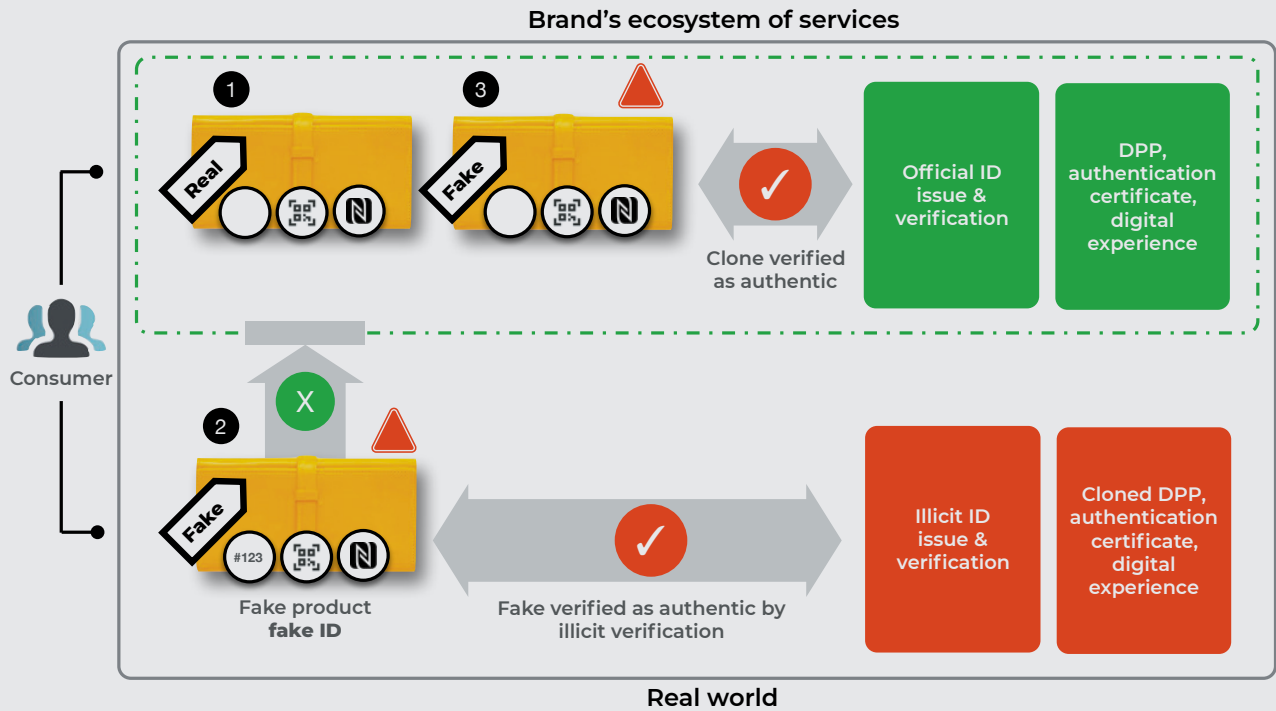 Brand’s ecosystem of services
1
3
Real
Fake
✓
Clone verified
as authentic
Official ID
issue &
verification
DPP,
authentication
certificate,
digital
experience
Consumer
X
2
Fake
#123
Fake product
fake ID
✓
Fake verified as authentic by
illicit verification
Illicit ID
issue &
verification
Cloned DPP,
authentication
certificate,
digital
experience
Real world